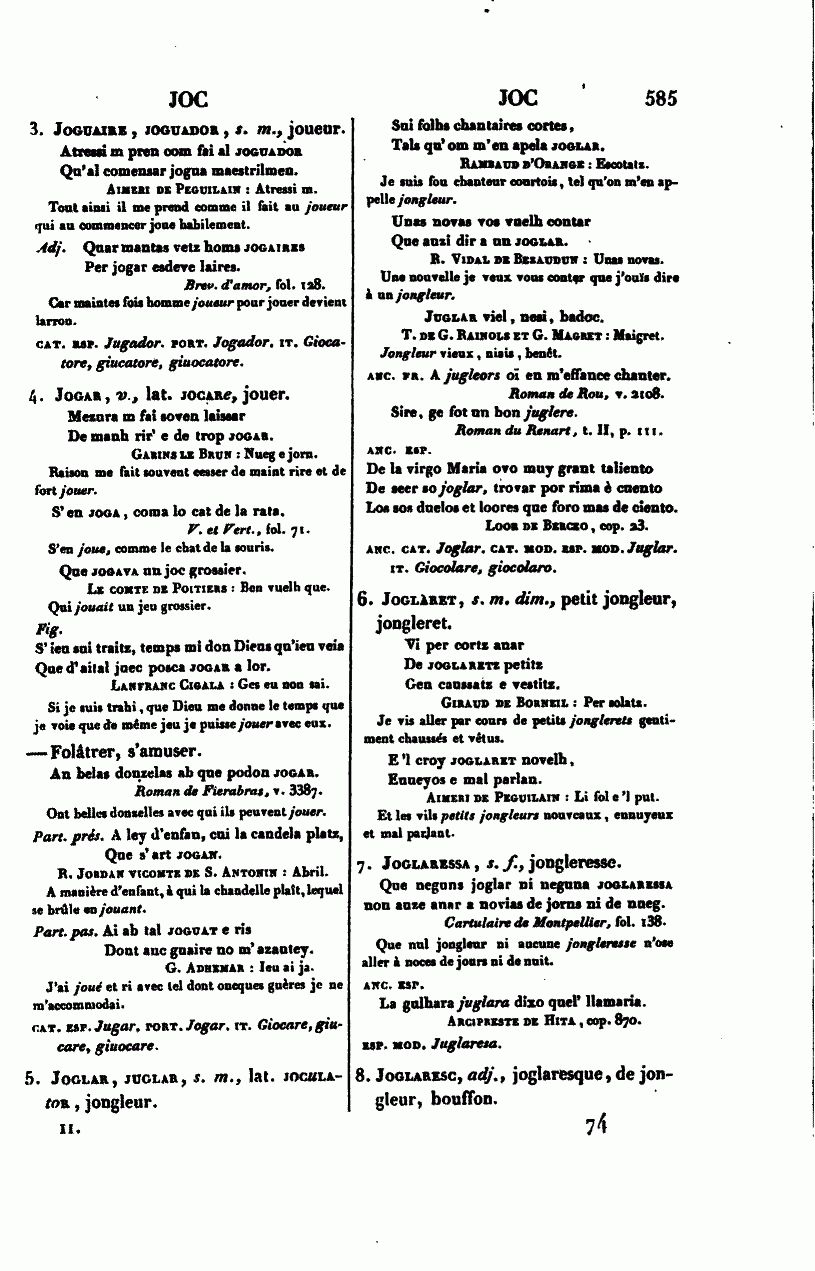 JOC
3. JOGUAIRE, JOGUADOR, s. m., joueur.
Atressi m pren com fai al JOGUADOR
Qu'al comensar jogua maestrilmen.
AIMERI DE PEGUILAIN : Atressi m.
Tout ainsi il me prend comme il fait au joueur
qui au commencer joue habilement.
Adj. Quar mantas vetz homs JOGAIRES
Per jogar esdeve laires.
Brev. d'amor, fol. 128.
Car maintes fois homme joueur pour jouer devient
larron.
CAT. ESP. Jugador. PORT. Jogador. IT. Gioca-
tore, giucatore, giuocatore.
4. JOGAR, v., lat. JOCARe, jouer.
Mezura m fai soven laissar
De manh rir' e de trop JOGAR.
GARINS LE BRUN : Nueg e jorn.
Raison me fait souvent cesser de maint rire et de
fort jouer.
S'en JOGA, coma lo cat de la rata.
V. et Vert., fol. 71.
S'en joue, comme le chat de la souris.
Que JOGAVA un joc grossier.
LE COMTE DE POITIERS : Ben vuelh que.
Qui jouait un jeu grossier.
Fig.
S'ieu sui traitz, temps mi don Dieus qu'ieu veia
Que d'aital juec posca JOGAR a lor.
LANFRANC CIGALA : Ges eu non sai.
Si je suis trahi, que Dieu me donne le temps que
je voie que de même jeu je puisse jouer avec eux.
— Folâtrer, s'amuser.
An belas donzelas ab que podon JOGAR.
Roman de Fierabras, v. 3387.
Ont belles donzelles avec qui ils peuvent jouer.
Part. prés. A ley d'enfan, cui la candela platz,
Que s'art JOGAN.
R. JORDAN VICOMTE DE S. ANTONIN : Abril.
A manière d'enfant, à qui la chandelle plaît, lequel
se brûle en jouant.
Part. pas. Ai ab tal JOGUAT e ris
Dont anc guaire no m'azautey.
G. ADHEMAR : Ieu ai ja.
J'ai joué et ri avec tel dont oncques guères je ne
m'accommodai.
CAT. ESP. Jugar. PORT. Jogar. IT. Giocare, giu-
care, giuocare.
5. JOGLAR, JUGLAR, s. m., lat. JOCULA-
TOR, jongleur.
II.
JOC 585
Sui folhs chantaires cortes,
Tals qu'om m'en apela JOGLAR.
RAMBAUD D'ORANGE : Escotatz.
Je suis fou chanteur courtois, tel qu'on m'en ap-
pelle jongleur.
Unas novas vos vuelh contar
Que auzi dir a un JOGLAR.
R. VIDAL DE BESAUDUN : Unas novas.
Une nouvelle je veux vous conter que j'ouïs dire
à un jongleur.
JUGLAR viel, nesi, badoc.
T. DE G. RAINOLS ET G. MAGRET : Maigret.
Jongleur vieux, niais, benêt.
ANC. FR. A jugleors oï en m'effance chanter.
Roman de Rou, v. 2108.
Sire, ge fot un bon juglere.
Roman du Renart, t. II, p. 111.
ANC. ESP.
De la virgo Maria ovo muy grant taliento
De seer so joglar, trovar por rima è cuento
Los sos duelos et loores que foro mas de ciento.
LOOR DE BERCEO, cop. 23.
ANC. CAT. Joglar. CAT. MOD. ESP. MOD. Juglar.
IT. Giocolare, giocolaro.
6. JOGLARET, s. m. dim., petit jongleur,
jongleret.
Vi per cortz anar
De JOGLARETZ petitz
Gen caussatz e vestitz.
GIRAUD DE BORNEIL : Per solatz.
Je vis aller par cours de petits jonglerets genti-
ment chaussés et vêtus.
E'l croy JOGLARET novelh,
Enueyos e mal parlan.
AIMERI DE PEGUILAIN : Li fol e'l put.
Et les vils petits jongleurs nouveaux, ennuyeux
et mal parlant.
7. JOGLARESSA, s. f., jongleresse.
Que neguns joglar ni neguna JOGLARESSA
non auze anar a novias de jorns ni de nueg.
Cartulaire de Montpellier, fol. 138.
Que nul jongleur ni aucune jongleresse n'ose
aller à noces de jours ni de nuit.
ANC. ESP.
La gulhara juglara dixo quel' llamaria.
ARCIPRESTE DE HITA, cop. 870.
ESP. MOD. Juglaresa.
8. JOGLARESC, adj., joglaresque, de jon-
gleur, bouffon.
74